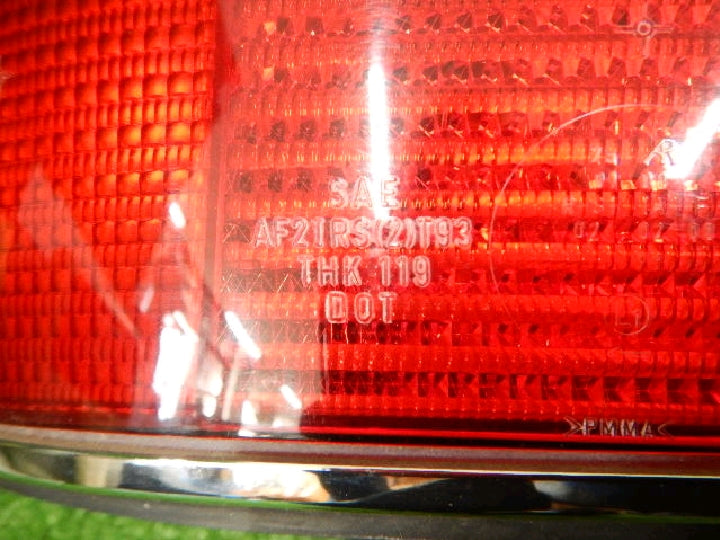 SAE
AF2IRS(2)T93
THK 119
DOT
>PMMA<